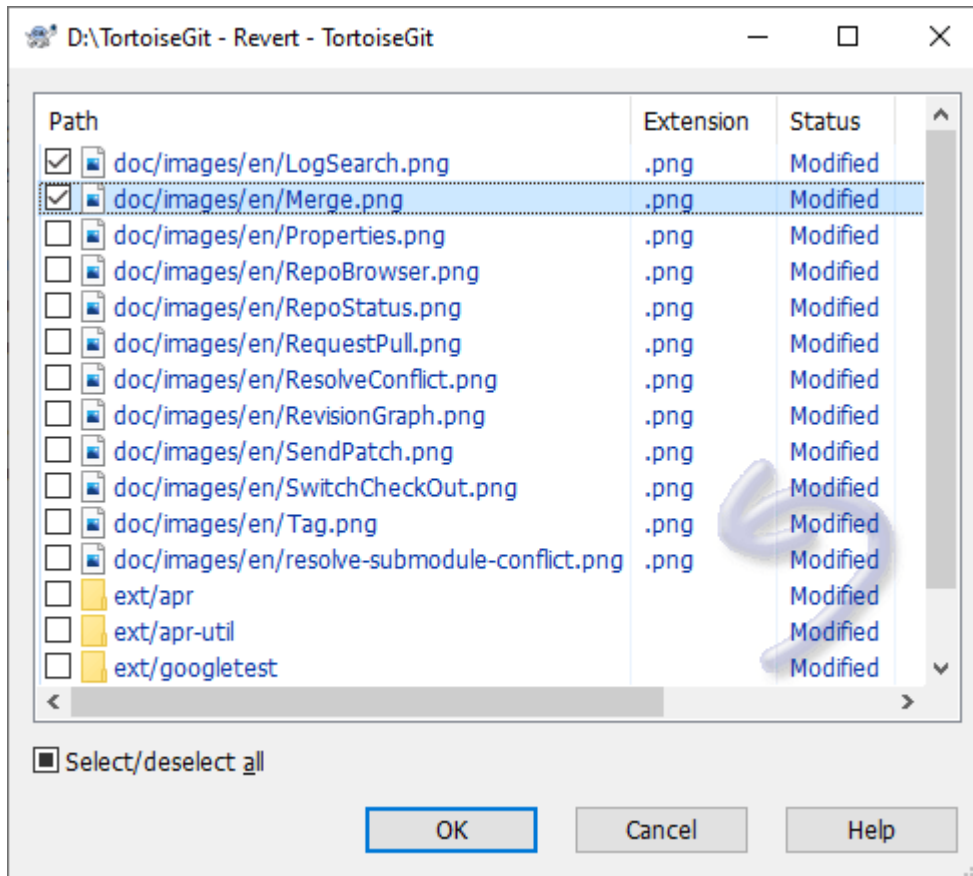 D:\TortoiseGit - Revert - TortoiseGit
Path Extension Status
doc/images/en/LogSearch.png .png Modified
doc/images/en/Merge.png .png Modified
doc/images/en/Properties.png .png Modified
doc/images/en/RepoBrowser.png .png Modified
doc/images/en/RepoStatus.png .png Modified
doc/images/en/RequestPull.png .png Modified
doc/images/en/ResolveConflict.png .png Modified
doc/images/en/RevisionGraph.png .png Modified
doc/images/en/SendPatch.png .png Modified
doc/images/en/SwitchCheckOut.png .png Modified
doc/images/en/Tag.png .png Modified
doc/images/en/resolve-submodule-conflict.png .png Modified
ext/apr Modified
ext/apr-util Modified
ext/googletest Modified
Select/deselect all
OK Cancel Help